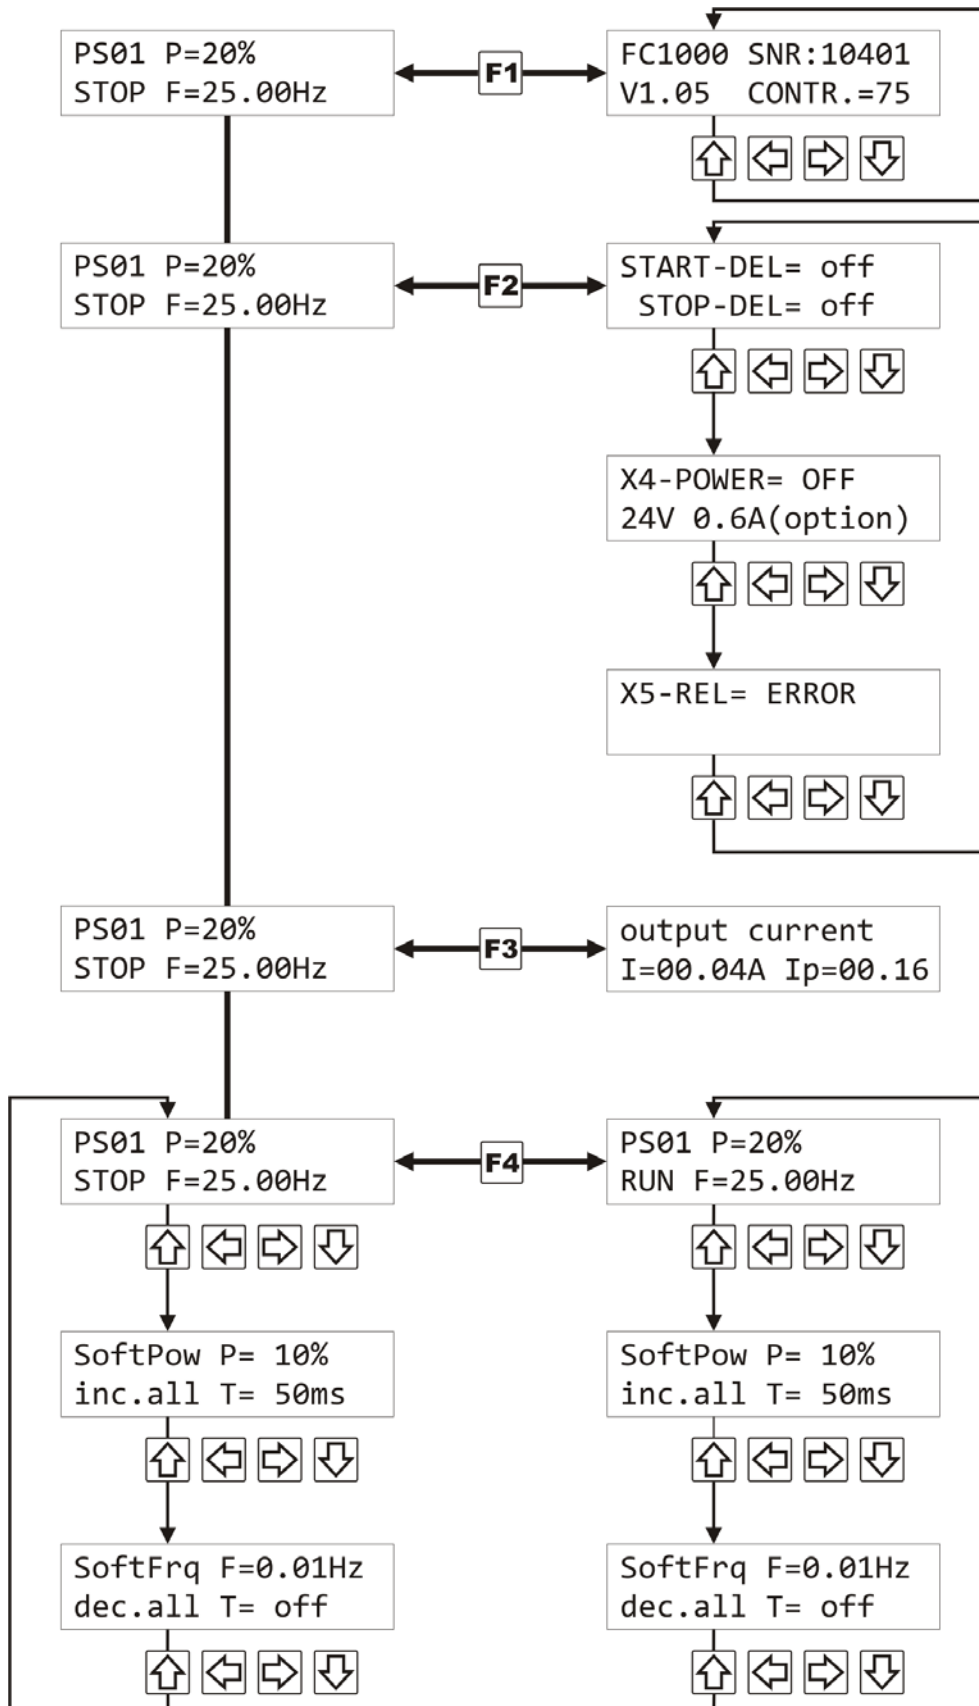 PS01 P=20%
STOP F=25.00Hz
F1
FC1000 SNR:10401
V1.05 CONTR.=75
PS01 P=20%
STOP F=25.00Hz
F2
START-DEL= off
STOP-DEL= off
X4-POWER= OFF
24V 0.6A(option)
X5-REL= ERROR
PS01 P=20%
STOP F=25.00Hz
F3
output current
I=00.04A Ip=00.16
PS01 P=20%
STOP F=25.00Hz
F4
PS01 P=20%
RUN F=25.00Hz
SoftPow P= 10%
inc.all T= 50ms
SoftPow P= 10%
inc.all T= 50ms
SoftFrq F=0.01Hz
dec.all T= off
SoftFrq F=0.01Hz
dec.all T= off